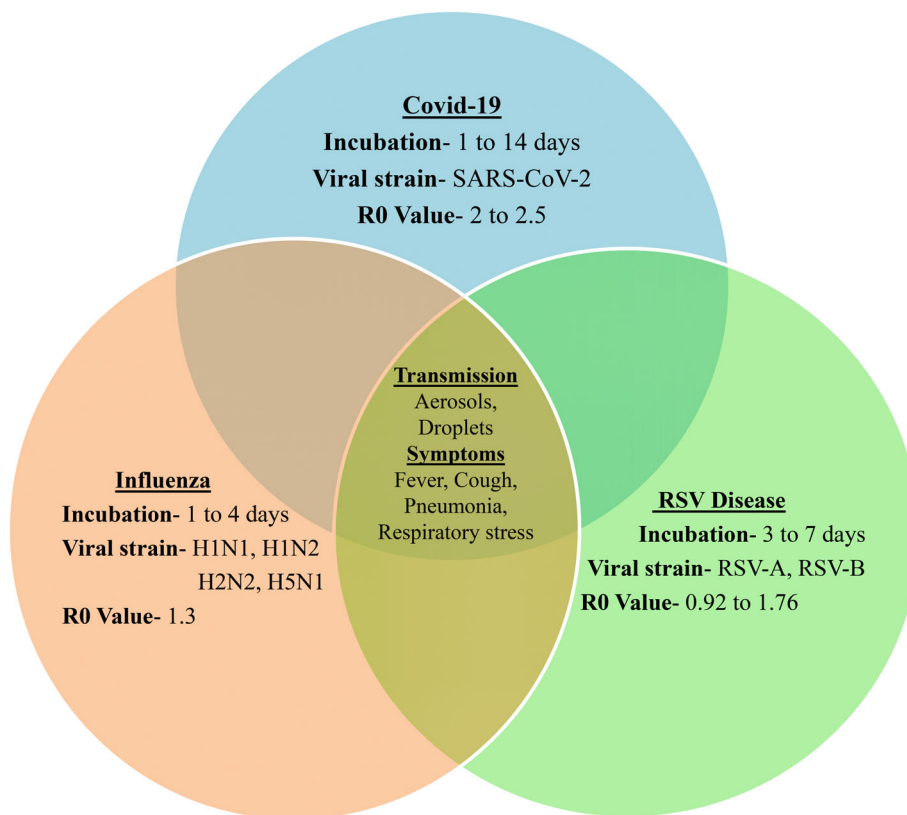 Covid-19
Incubation- 1 to 14 days
Viral strain- SARS-CoV-2
R0 Value- 2 to 2.5
Transmission
Aerosols,
Droplets
Symptoms
Fever, Cough,
Pneumonia,
Respiratory stress
Influenza
Incubation- 1 to 4 days
Viral strain- H1N1, H1N2
H2N2, H5N1
R0 Value- 1.3
RSV Disease
Incubation- 3 to 7 days
Viral strain- RSV-A, RSV-B
R0 Value- 0.92 to 1.76